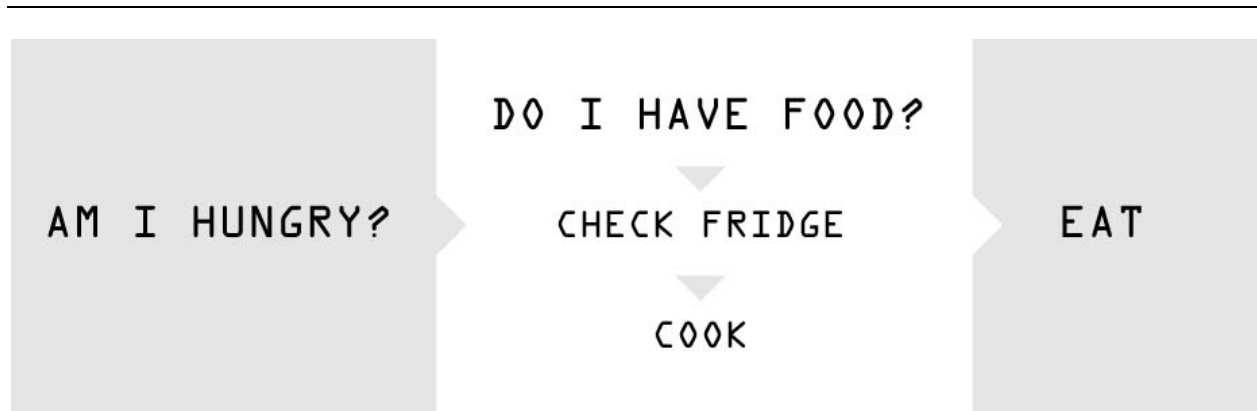 AM I HUNGRY?
DO I HAVE FOOD?
CHECK FRIDGE
COOK
EAT